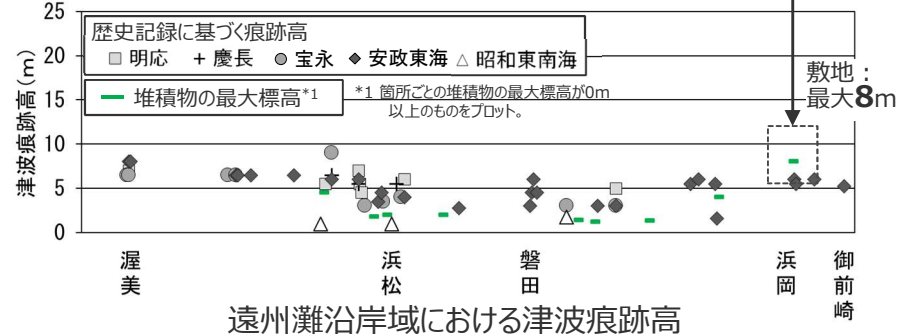 25
20
15
10
5
0
津波痕跡高(m)
歴史記録に基づく痕跡高
明応 慶長 宝永 安政東海 昭和東南海
堆積物の最大標高*1
*1 箇所ごとの堆積物の最大標高が0m
以上のものをプロット。
敷地：
最大8m
渥美
浜松
磐田
浜岡
御前崎
遠州灘沿岸域における津波痕跡高